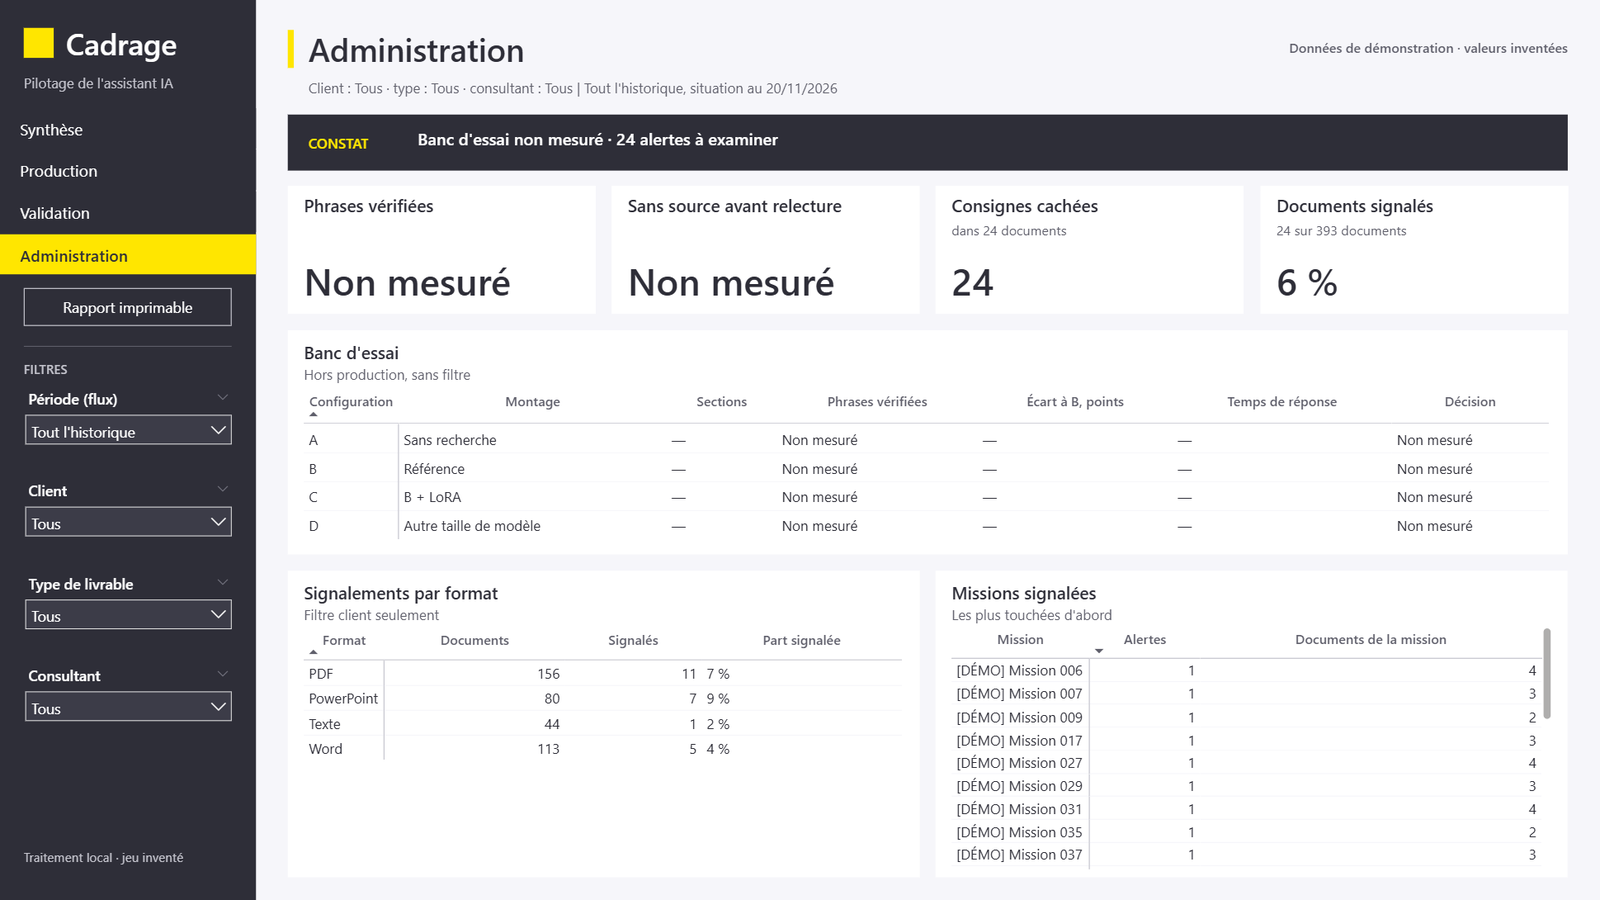 Cadrage
Pilotage de l'assistant IA
Synthèse
Production
Validation
Administration
Rapport imprimable
FILTRES
Période (flux)
Tout l'historique
Client
Tous
Type de livrable
Tous
Consultant
Tous
Traitement local · jeu inventé
Administration
Données de démonstration · valeurs inventées
Client : Tous · type : Tous · consultant : Tous | Tout l'historique, situation au 20/11/2026
CONSTAT Banc d'essai non mesuré · 24 alertes à examiner
Phrases vérifiées
Non mesuré
Sans source avant relecture
Non mesuré
Consignes cachées
dans 24 documents
24
Documents signalés
24 sur 393 documents
6 %
Banc d'essai
Hors production, sans filtre
Configuration Montage Sections Phrases vérifiées Écart à B, points Temps de réponse Décision
A Sans recherche — Non mesuré — — Non mesuré
B Référence — Non mesuré — — Non mesuré
C B + LoRA — Non mesuré — — Non mesuré
D Autre taille de modèle — Non mesuré — — Non mesuré
Signalements par format
Filtre client seulement
Format Documents Signalés Part signalée
PDF 156 11 7 %
PowerPoint 80 7 9 %
Texte 44 1 2 %
Word 113 5 4 %
Missions signalées
Les plus touchées d'abord
Mission Alertes Documents de la mission
[DÉMO] Mission 006 1 4
[DÉMO] Mission 007 1 3
[DÉMO] Mission 009 1 2
[DÉMO] Mission 017 1 3
[DÉMO] Mission 027 1 4
[DÉMO] Mission 029 1 3
[DÉMO] Mission 031 1 4
[DÉMO] Mission 035 1 2
[DÉMO] Mission 037 1 3